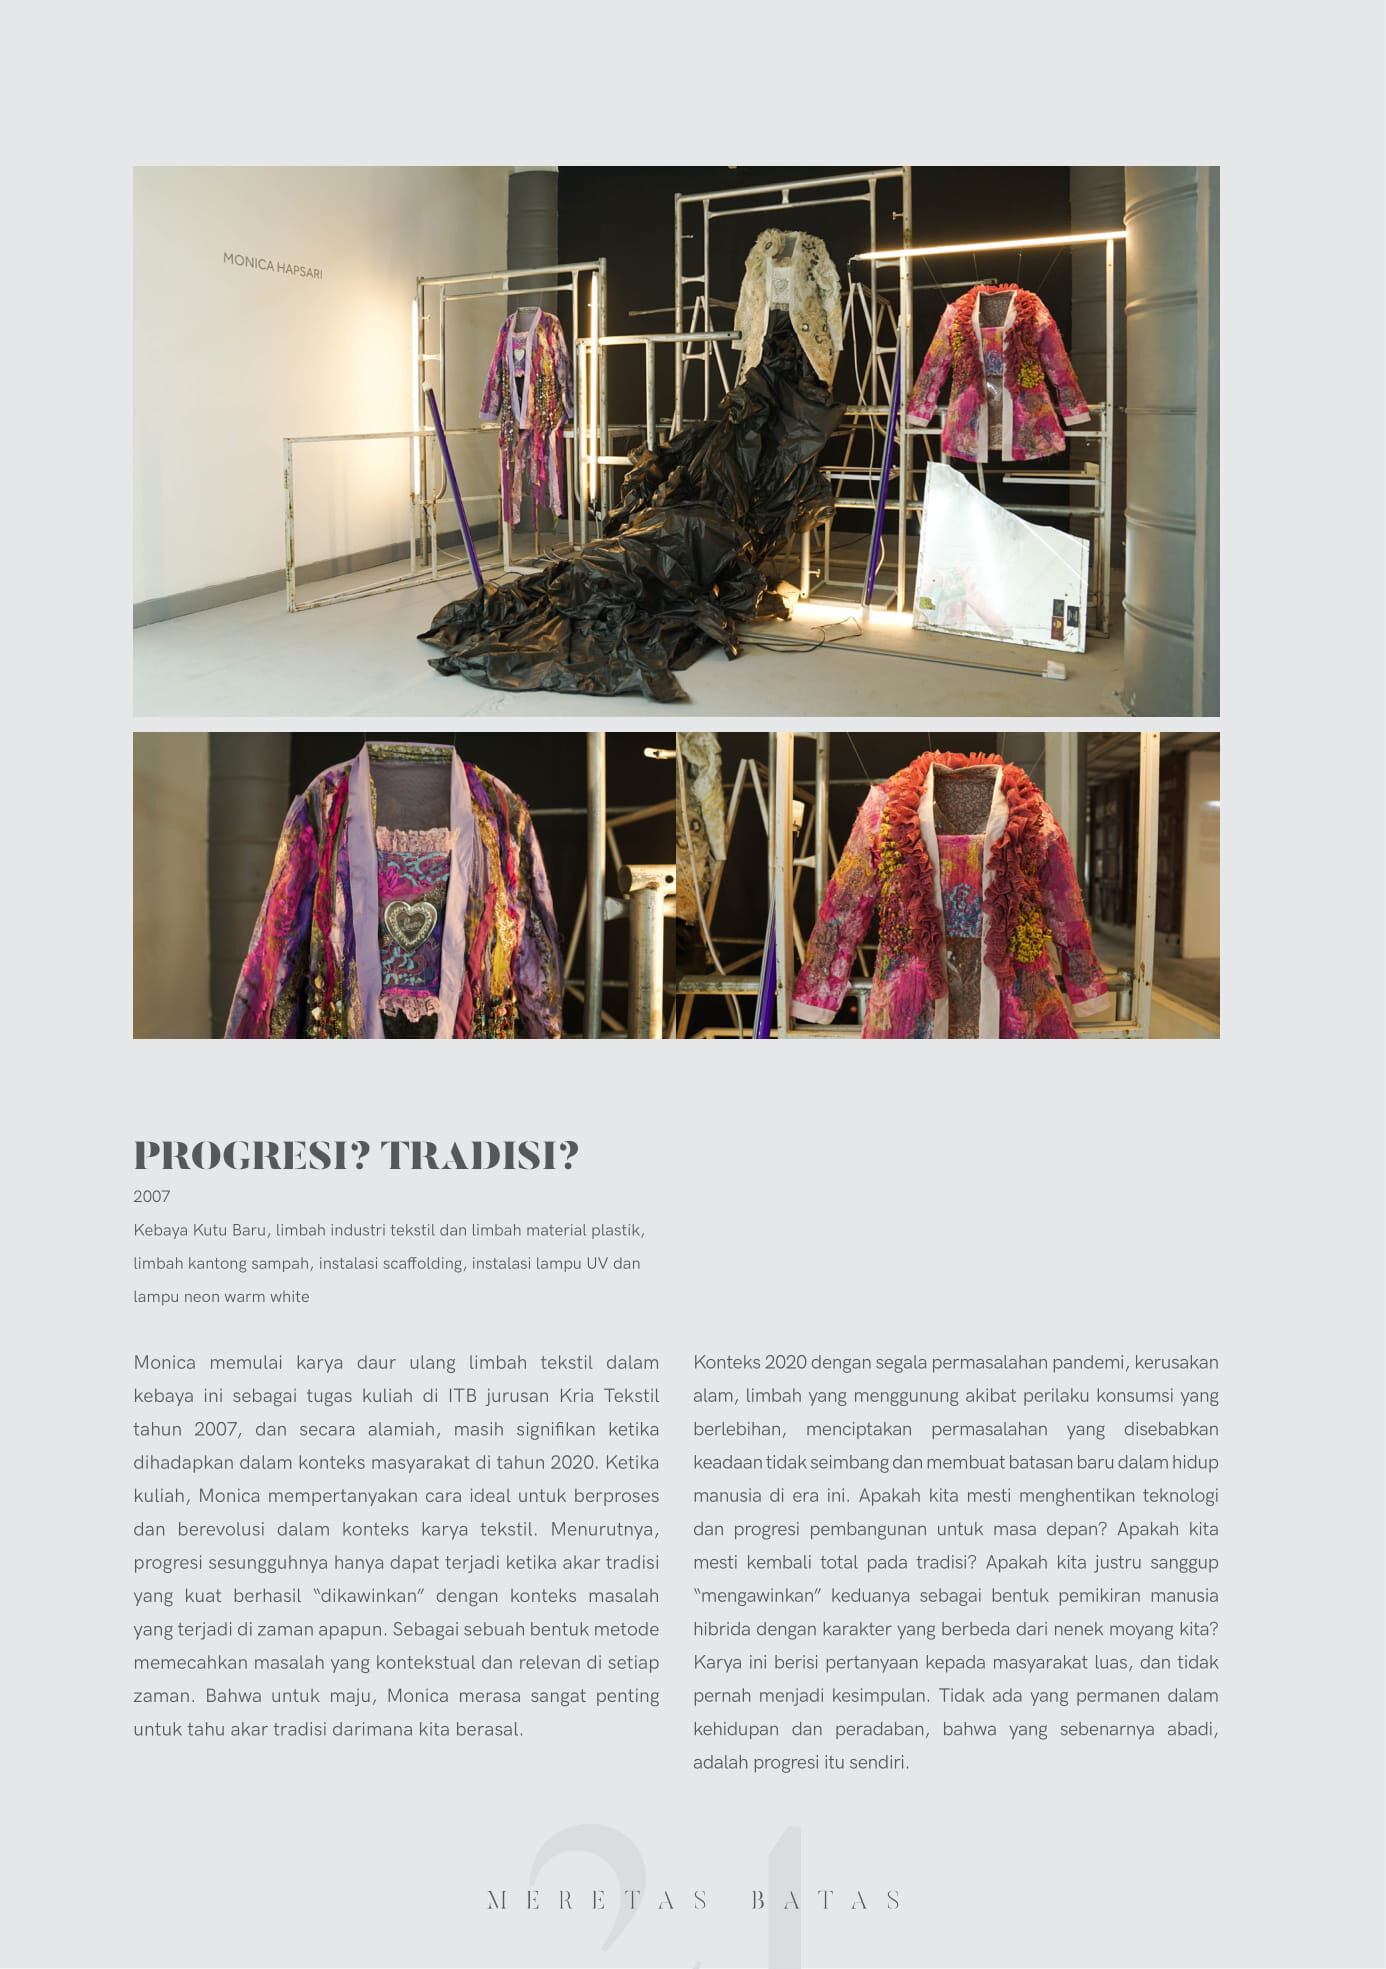 MONICA HAPSARI
PROGRESI? TRADISI?
2007
Kebaya Kutu Baru, limbah industri tekstil dan limbah material plastik,
limbah kantong sampah, instalasi scaffolding, instalasi lampu UV dan
lampu neon warm white
Monica memulai karya daur ulang limbah tekstil dalam
kebaya ini sebagai tugas kuliah di ITB jurusan Kria Tekstil
tahun 2007, dan secara alamiah, masih signifikan ketika
dihadapkan dalam konteks masyarakat di tahun 2020. Ketika
kuliah, Monica mempertanyakan cara ideal untuk berproses
dan berevolusi dalam konteks karya tekstil. Menurutnya,
progresi sesungguhnya hanya dapat terjadi ketika akar tradisi
yang kuat berhasil “dikawinkan” dengan konteks masalah
yang terjadi di zaman apapun. Sebagai sebuah bentuk metode
memecahkan masalah yang kontekstual dan relevan di setiap
zaman. Bahwa untuk maju, Monica merasa sangat penting
untuk tahu akar tradisi darimana kita berasal.
Konteks 2020 dengan segala permasalahan pandemi, kerusakan
alam, limbah yang menggunung akibat perilaku konsumsi yang
berlebihan, menciptakan permasalahan yang disebabkan
keadaan tidak seimbang dan membuat batasan baru dalam hidup
manusia di era ini. Apakah kita mesti menghentikan teknologi
dan progresi pembangunan untuk masa depan? Apakah kita
mesti kembali total pada tradisi? Apakah kita justru sanggup
“mengawinkan” keduanya sebagai bentuk pemikiran manusia
hibrida dengan karakter yang berbeda dari nenek moyang kita?
Karya ini berisi pertanyaan kepada masyarakat luas, dan tidak
pernah menjadi kesimpulan. Tidak ada yang permanen dalam
kehidupan dan peradaban, bahwa yang sebenarnya abadi,
adalah progresi itu sendiri.
21
MERETAS BATAS